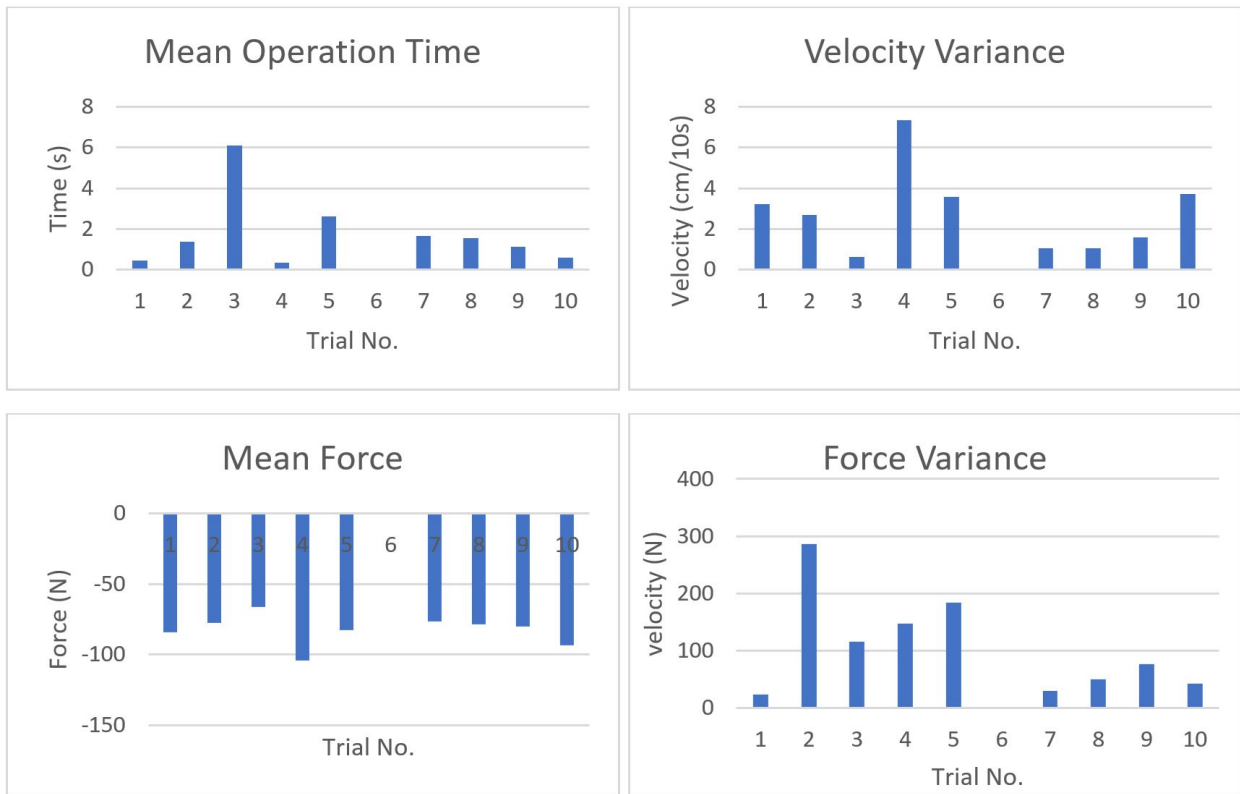 Mean Operation Time
8
6
4
2
0
Time (s)
1 2 3 4 5 6 7 8 9 10
Trial No.
Velocity Variance
8
6
4
2
0
Velocity (cm/10s)
1 2 3 4 5 6 7 8 9 10
Trial No.
Mean Force
0
-50
-100
-150
Force (N)
1 2 3 4 5 6 7 8 9 10
Trial No.
Force Variance
400
300
200
100
0
velocity (N)
1 2 3 4 5 6 7 8 9 10
Trial No.